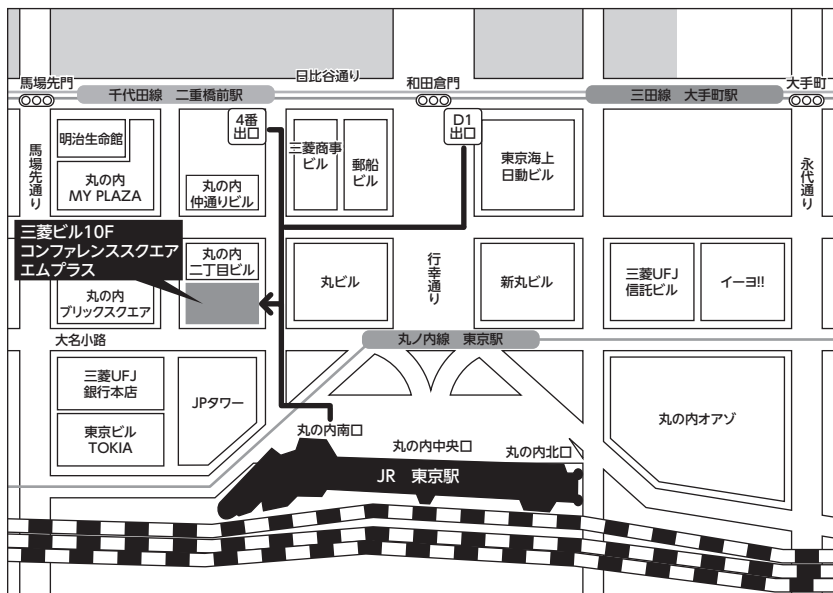 日比谷通り
馬場先門
和田倉門
大手町
千代田線　二重橋前駅
三田線　大手町駅
4番
出口
D1
出口
明治生命館
三菱商事
ビル
郵船
ビル
東京海上
日動ビル
馬場先通り
永代通り
丸の内
MY PLAZA
丸の内
仲通りビル
三菱ビル10F
コンファレンススクエア
エムプラス
丸の内
二丁目ビル
丸ビル
行幸通り
新丸ビル
三菱UFJ
信託ビル
イーヨ!!
丸の内
ブリックスクエア
大名小路
丸ノ内線　東京駅
三菱UFJ
銀行本店
JPタワー
丸の内オアゾ
東京ビル
TOKIA
丸の内南口
丸の内中央口
丸の内北口
JR　東京駅